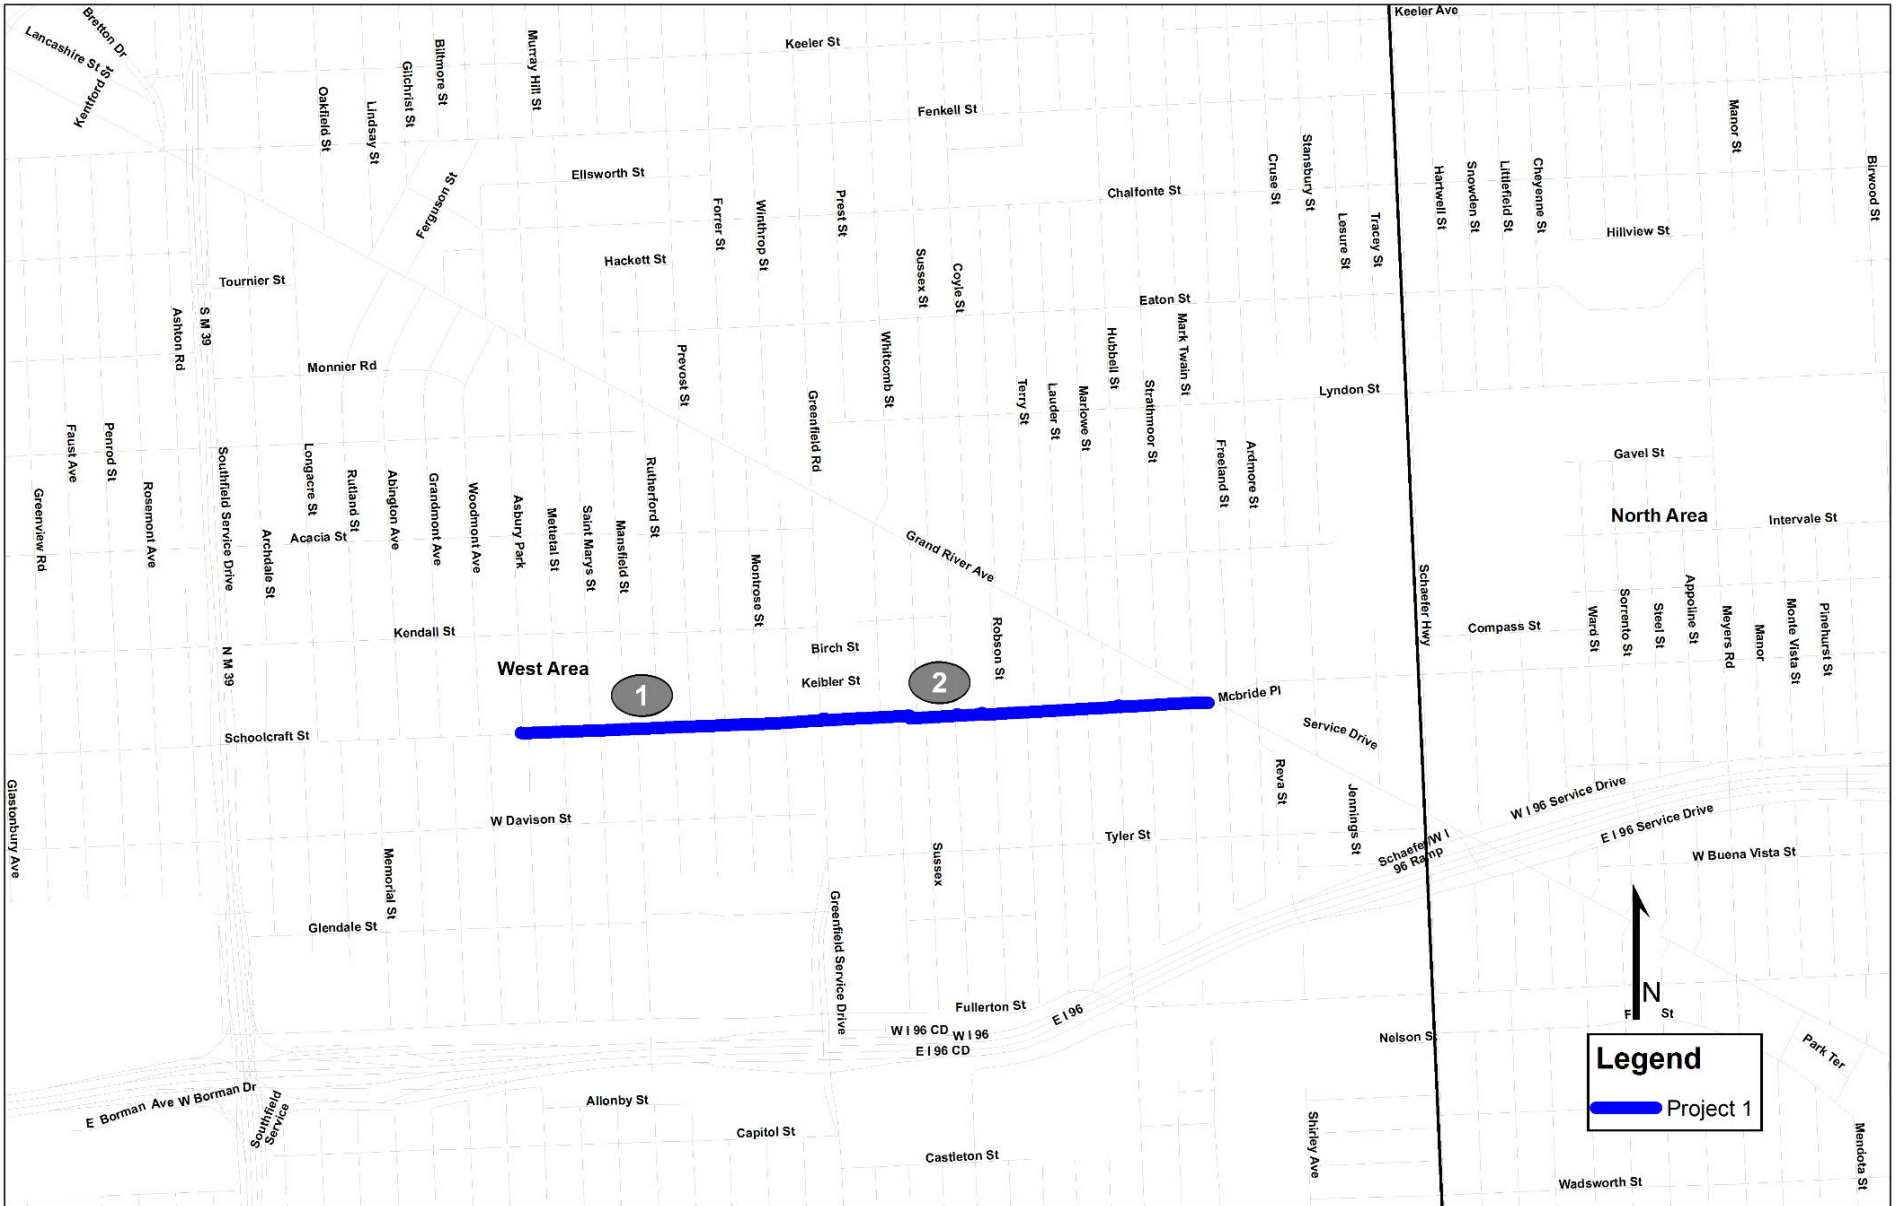 Keeler Ave
Bretton Dr
Lancashire St
St
Kentford St
Oakfield St
Lindsay St
Gilchrist St
Biltmore St
Murray Hill St
Keeler St
Fenkell St
Ferguson St
Ellsworth St
Forrer St
Winthrop St
Prest St
Chalfonte St
Cruse St
Stansbury St
Lesure St
Tracey St
Hartwell St
Snowden St
Littlefield St
Cheyenne St
Manor St
Birwood St
Hillview St
Tournier St
Hackett St
Sussex St
Coyle St
Eaton St
Ashton Rd
S M 39
Monnier Rd
Prevost St
Whitcomb St
Greenfield Rd
Terry St
Lauder St
Marlowe St
Hubbell St
Strathmoor St
Mark Twain St
Freeland St
Ardmore St
Lyndon St
Faust Ave
Penrod St
Greenview Rd
Rosemont Ave
Southfield Service Drive
Archdale St
Longacre St
Rutland St
Acacia St
Abington Ave
Grandmont Ave
Woodmont Ave
Asbury Park
Mettetal St
Saint Marys St
Mansfield St
Rutherford St
Montrose St
Grand River Ave
Gavel St
North Area
Intervale St
Schaefer Hwy
Compass St
Ward St
Sorrento St
Steel St
Appoline St
Meyers Rd
Manor
Monte Vista St
Pinehurst St
Kendall St
Birch St
Robson St
N M 39
West Area
Keibler St
1
2
Mcbride Pl
Schoolcraft St
Service Drive
Glastonbury Ave
W Davison St
Reva St
Jennings St
Tyler St
W I 96 Service Drive
E I 96 Service Drive
Schaefer/W I
96 Ramp
W Buena Vista St
Memorial St
Sussex
Glendale St
Greenfield Service Drive
Fullerton St
W I 96 CD
W I 96
E I 96 CD
E I 96
Nelson S
N
F
St
Legend
Project 1
Park Ter
E Borman Ave
W Borman Dr
Southfield
Service
Allonby St
Capitol St
Castleton St
Shirley Ave
Wadsworth St
Mendota St